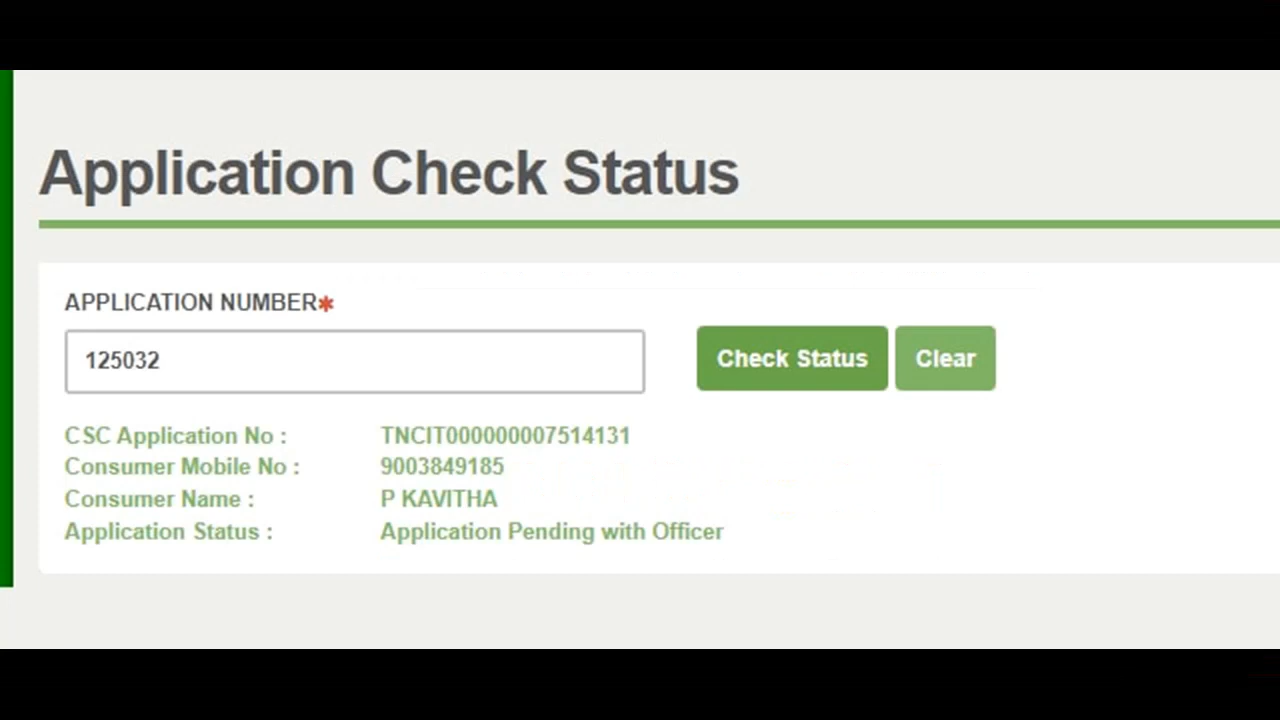 Application Check Status
APPLICATION NUMBER*
125032
Check Status
Clear
CSC Application No : TNCIT000000007514131
Consumer Mobile No : 9003849185
Consumer Name : P KAVITHA
Application Status : Application Pending with Officer